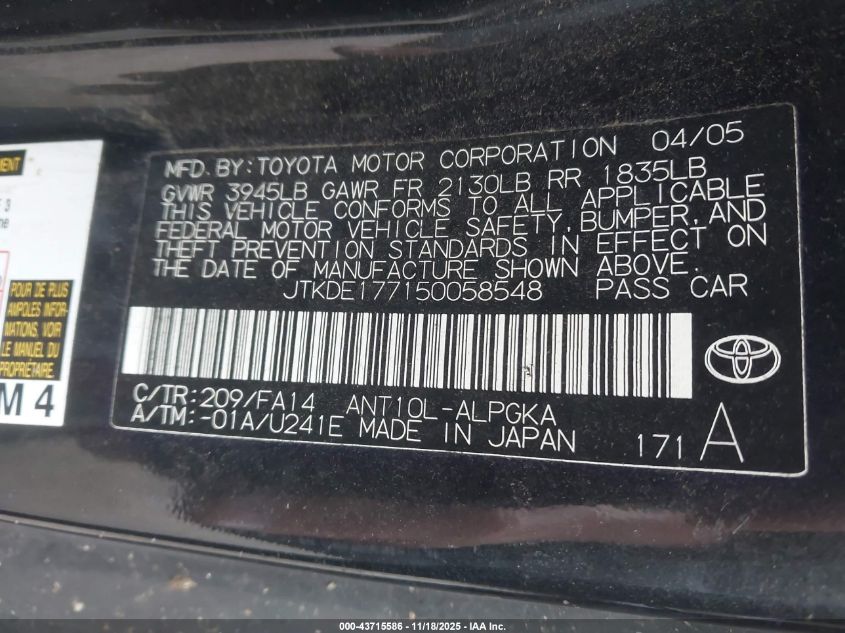 MENT
POUR DE PLUS
AMPLES INFOR-
MATIONS, VOIR
LE MANUEL DU
PROPRIÉTAIRE.
M 4
MFD. BY: TOYOTA MOTOR CORPORATION 04/05
GVWR 3945LB GAWR FR 2130LB RR 1835LB
THIS VEHICLE CONFORMS TO ALL APPLICABLE
FEDERAL MOTOR VEHICLE SAFETY, BUMPER, AND
THEFT PREVENTION STANDARDS IN EFFECT ON
THE DATE OF MANUFACTURE SHOWN ABOVE.
JTKDE177150058548 PASS CAR
C/TR: 209/FA14 ANT10L-ALPGKA
A/TM: -01A/U241E MADE IN JAPAN 171 A
000-43715586 - 11/18/2025 - IAA Inc.